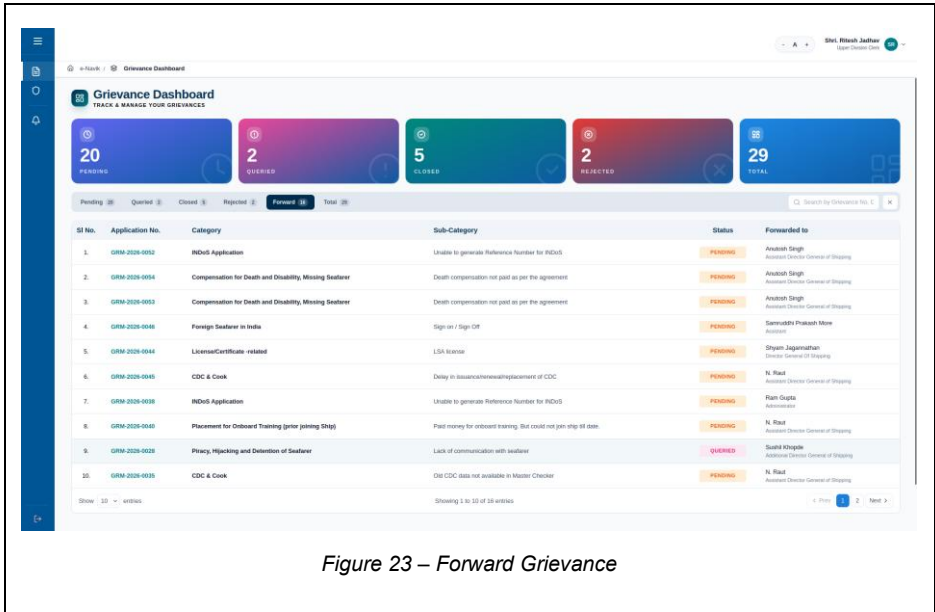 - A +
Shri. Ritesh Jadhav
Upper Division Clerk
SR
e-Navik / Grievance Dashboard
Grievance Dashboard
TRACK & MANAGE YOUR GRIEVANCES
20
PENDING
2
QUERIED
5
CLOSED
2
REJECTED
29
TOTAL
Pending 20 Queried 2 Closed 5 Rejected 2 Forward 16 Total 29
Search by Grievance No, C
Sl No. Application No. Category Sub-Category Status Forwarded to
1. GRM-2026-0052 INDoS Application Unable to generate Reference Number for INDoS PENDING Anutosh Singh
Assistant Director General of Shipping
2. GRM-2026-0054 Compensation for Death and Disability, Missing Seafarer Death compensation not paid as per the agreement PENDING Anutosh Singh
Assistant Director General of Shipping
3. GRM-2026-0053 Compensation for Death and Disability, Missing Seafarer Death compensation not paid as per the agreement PENDING Anutosh Singh
Assistant Director General of Shipping
4. GRM-2026-0046 Foreign Seafarer in India Sign on / Sign Off PENDING Samruddhi Prakash More
Assistant
5. GRM-2026-0044 License/Certificate -related LSA license PENDING Shyam Jagannathan
Director General Of Shipping
6. GRM-2026-0045 CDC & Cook Delay in issuance/renewal/replacement of CDC PENDING N. Raut
Assistant Director General of Shipping
7. GRM-2026-0038 INDoS Application Unable to generate Reference Number for INDoS PENDING Ram Gupta
Administrator
8. GRM-2026-0040 Placement for Onboard Training (prior joining Ship) Paid money for onboard training. But could not join ship till date. PENDING N. Raut
Assistant Director General of Shipping
9. GRM-2026-0028 Piracy, Hijacking and Detention of Seafarer Lack of communication with seafarer QUERIED Sushil Khopde
Additional Director General of Shipping
10. GRM-2026-0035 CDC & Cook Old CDC data not available in Master Checker PENDING N. Raut
Assistant Director General of Shipping
Show 10 entries Showing 1 to 10 of 16 entries < Prev 1 2 Next >
Figure 23 – Forward Grievance